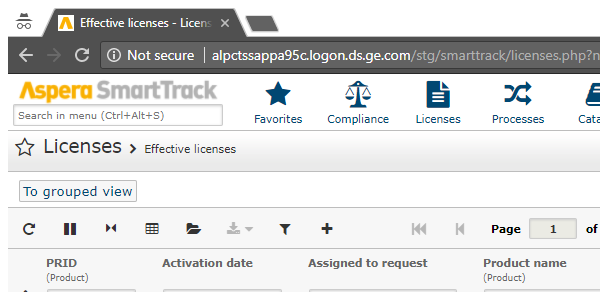 Effective licenses - Licens
Not secure | alpctssappa95c.logon.ds.ge.com/stg/smarttrack/licenses.php?n
Aspera SmartTrack
Search in menu (Ctrl+Alt+S)
Favorites Compliance Licenses Processes Cata
Licenses > Effective licenses
To grouped view
Page 1 of
PRID Activation date Assigned to request Product name
(Product) (Product)